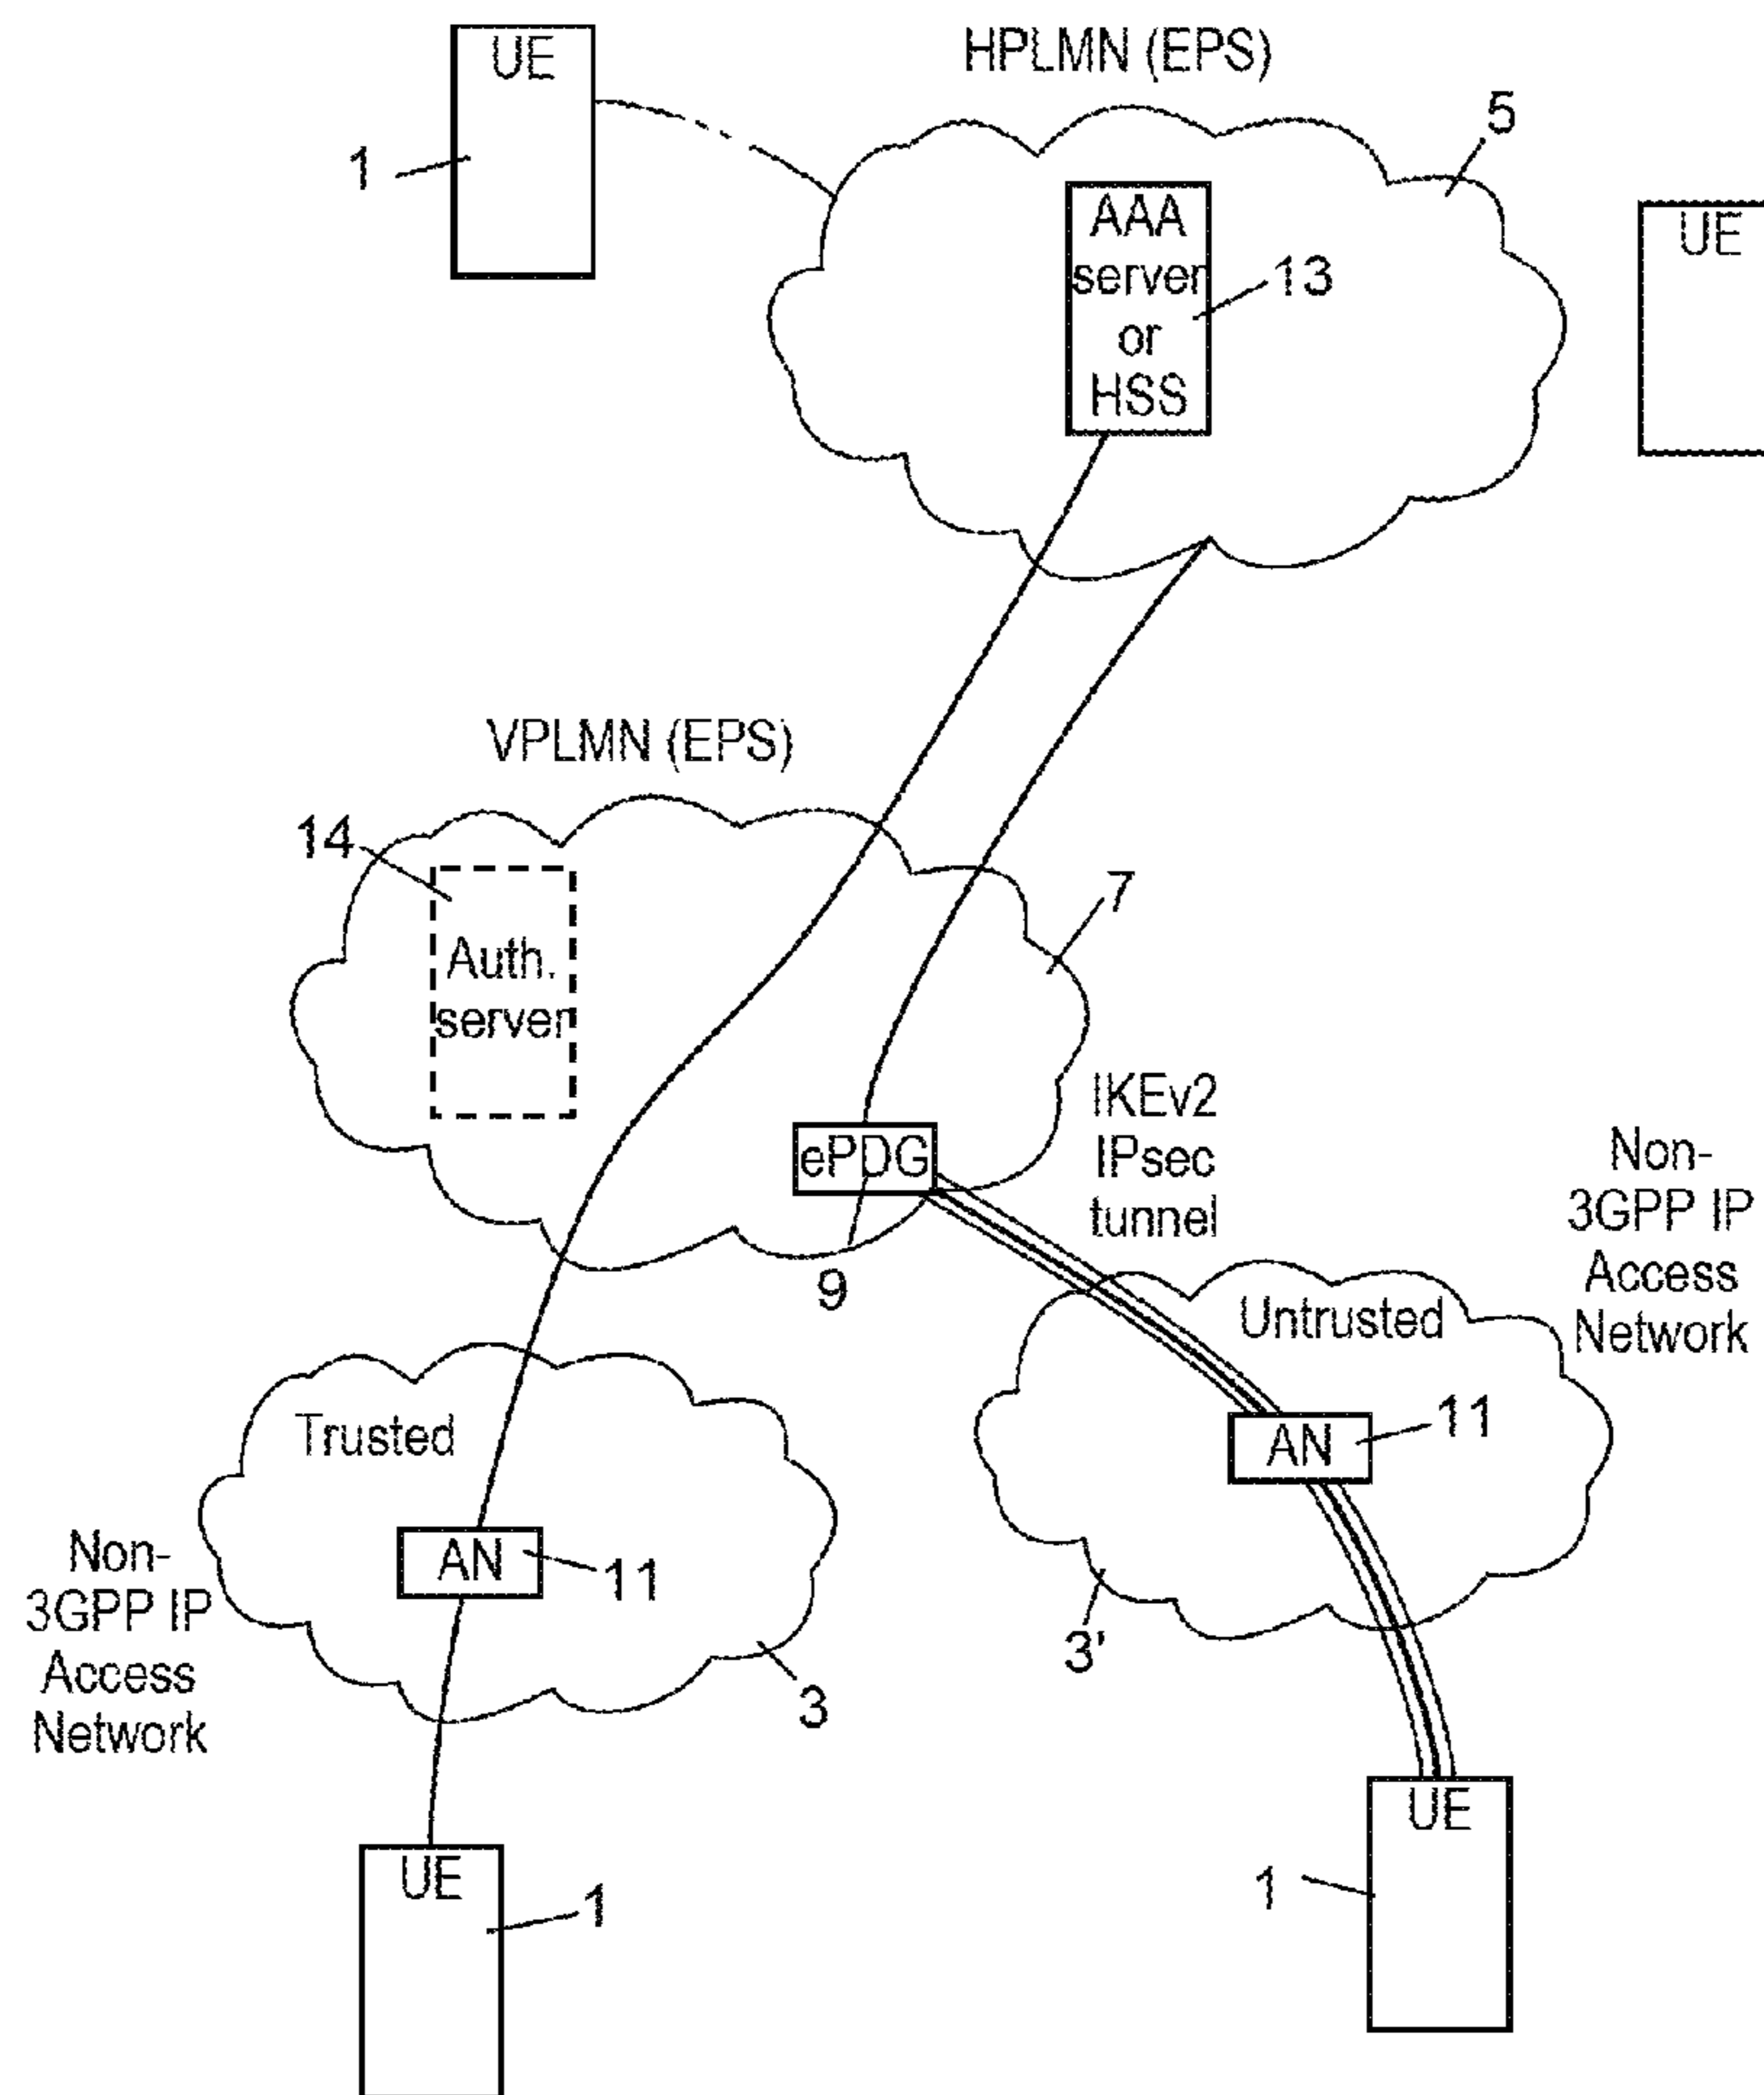 UE
HPLMN (EPS)
5
1
AAA
server
or
HSS
13
UE
VPLMN (EPS)
14
Auth.
server
7
ePDG
9
IKEv2
IPsec
tunnel
Non-
3GPP IP
Access
Network
Untrusted
AN
11
3'
Trusted
AN
11
Non-
3GPP IP
Access
Network
3
UE
1
UE
1